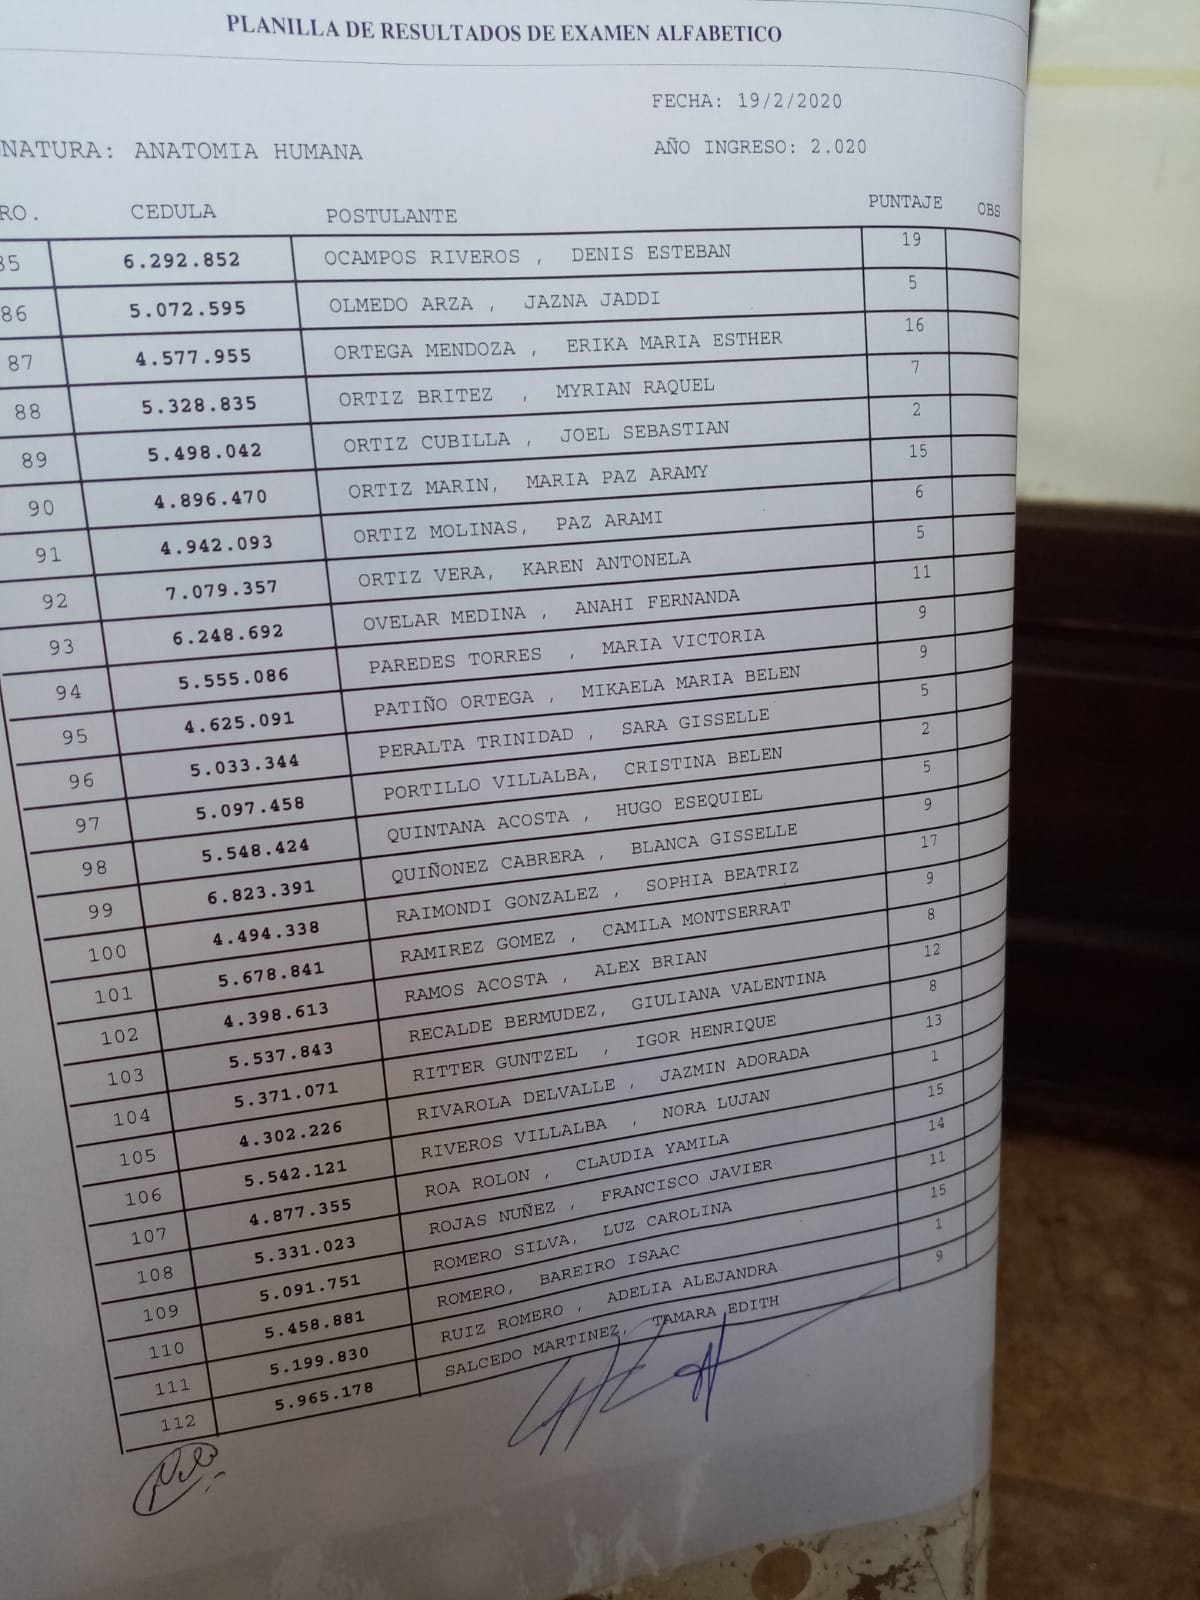 PLANILLA DE RESULTADOS DE EXAMEN ALFABETICO
FECHA: 19/2/2020
NATURA: ANATOMIA HUMANA AÑO INGRESO: 2.020
RO. CEDULA POSTULANTE PUNTAJE OBS
85 6.292.852 OCAMPOS RIVEROS , DENIS ESTEBAN 19
86 5.072.595 OLMEDO ARZA , JAZNA JADDI 5
87 4.577.955 ORTEGA MENDOZA , ERIKA MARIA ESTHER 16
88 5.328.835 ORTIZ BRITEZ , MYRIAN RAQUEL 7
89 5.498.042 ORTIZ CUBILLA , JOEL SEBASTIAN 2
90 4.896.470 ORTIZ MARIN, MARIA PAZ ARAMY 15
91 4.942.093 ORTIZ MOLINAS, PAZ ARAMI 6
92 7.079.357 ORTIZ VERA, KAREN ANTONELA 5
93 6.248.692 OVELAR MEDINA , ANAHI FERNANDA 11
94 5.555.086 PAREDES TORRES , MARIA VICTORIA 9
95 4.625.091 PATIÑO ORTEGA , MIKAELA MARIA BELEN 9
96 5.033.344 PERALTA TRINIDAD , SARA GISSELLE 5
97 5.097.458 PORTILLO VILLALBA, CRISTINA BELEN 2
98 5.548.424 QUINTANA ACOSTA , HUGO ESEQUIEL 5
99 6.823.391 QUIÑONEZ CABRERA , BLANCA GISSELLE 9
100 4.494.338 RAIMONDI GONZALEZ , SOPHIA BEATRIZ 17
101 5.678.841 RAMIREZ GOMEZ , CAMILA MONTSERRAT 9
102 4.398.613 RAMOS ACOSTA , ALEX BRIAN 8
103 5.537.843 RECALDE BERMUDEZ, GIULIANA VALENTINA 12
104 5.371.071 RITTER GUNTZEL , IGOR HENRIQUE 8
105 4.302.226 RIVAROLA DELVALLE , JAZMIN ADORADA 13
106 5.542.121 RIVEROS VILLALBA , NORA LUJAN 1
107 4.877.355 ROA ROLON , CLAUDIA YAMILA 15
108 5.331.023 ROJAS NUÑEZ , FRANCISCO JAVIER 14
109 5.091.751 ROMERO SILVA, LUZ CAROLINA 11
110 5.458.881 ROMERO, BAREIRO ISAAC 15
111 5.199.830 RUIZ ROMERO , ADELIA ALEJANDRA 1
112 5.965.178 SALCEDO MARTINEZ, TAMARA EDITH 9